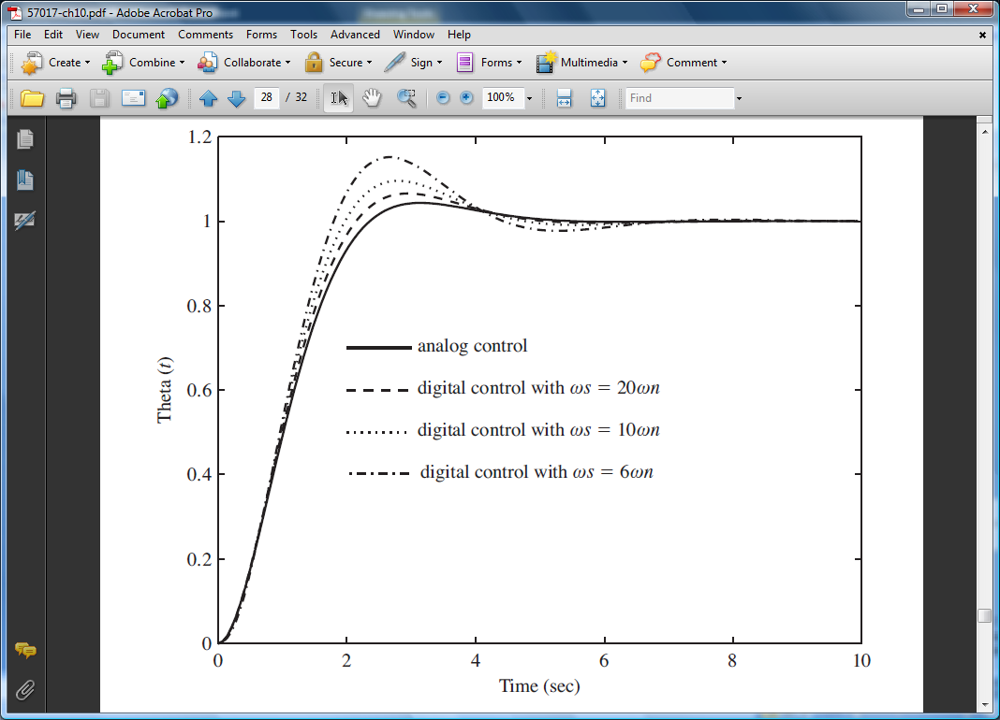 57017-ch10.pdf - Adobe Acrobat Pro
File Edit View Document Comments Forms Tools Advanced Window Help
Create Combine Collaborate Secure Sign Forms Multimedia Comment
28 / 32 100% Find
1.2
1
0.8
0.6
0.4
0.2
0
Theta (t)
analog control
digital control with ωs = 20ωn
digital control with ωs = 10ωn
digital control with ωs = 6ωn
0 2 4 6 8 10
Time (sec)